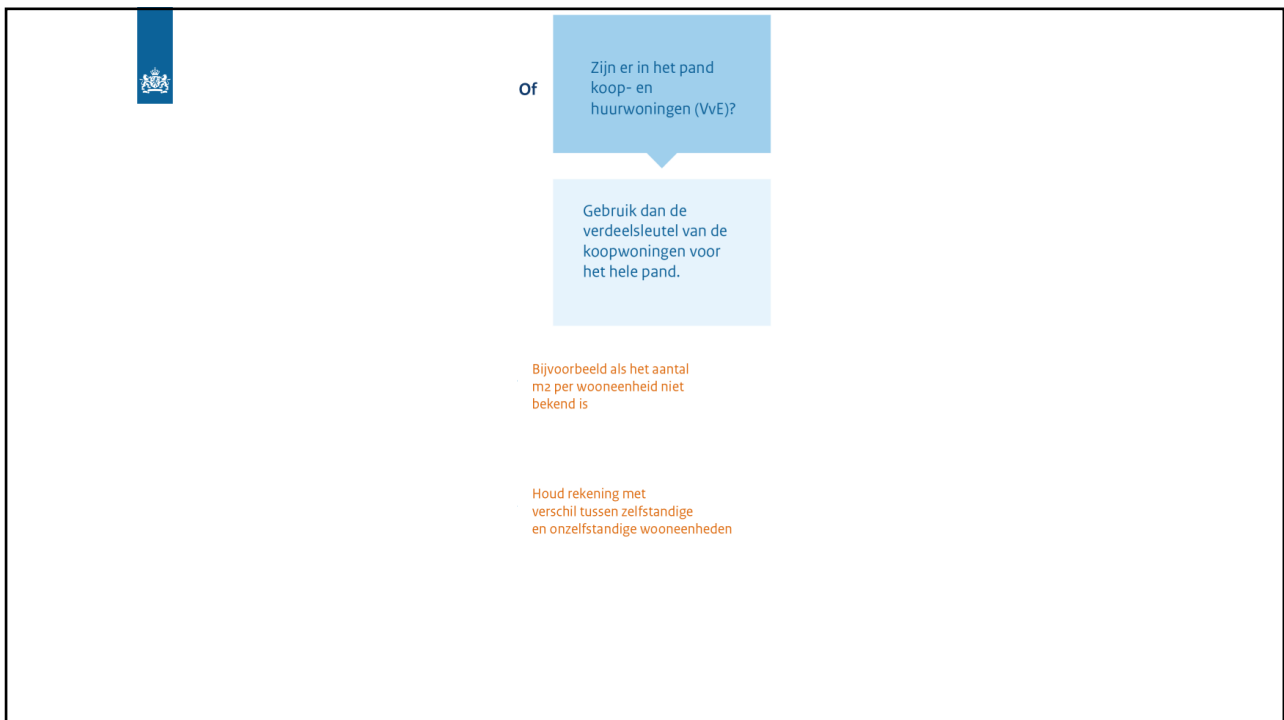 Of
Zijn er in het pand
koop- en
huurwoningen (VvE)?
Gebruik dan de
verdeelsleutel van de
koopwoningen voor
het hele pand.
Bijvoorbeeld als het aantal
m2 per wooneenheid niet
bekend is
Houd rekening met
verschil tussen zelfstandige
en onzelfstandige wooneenheden